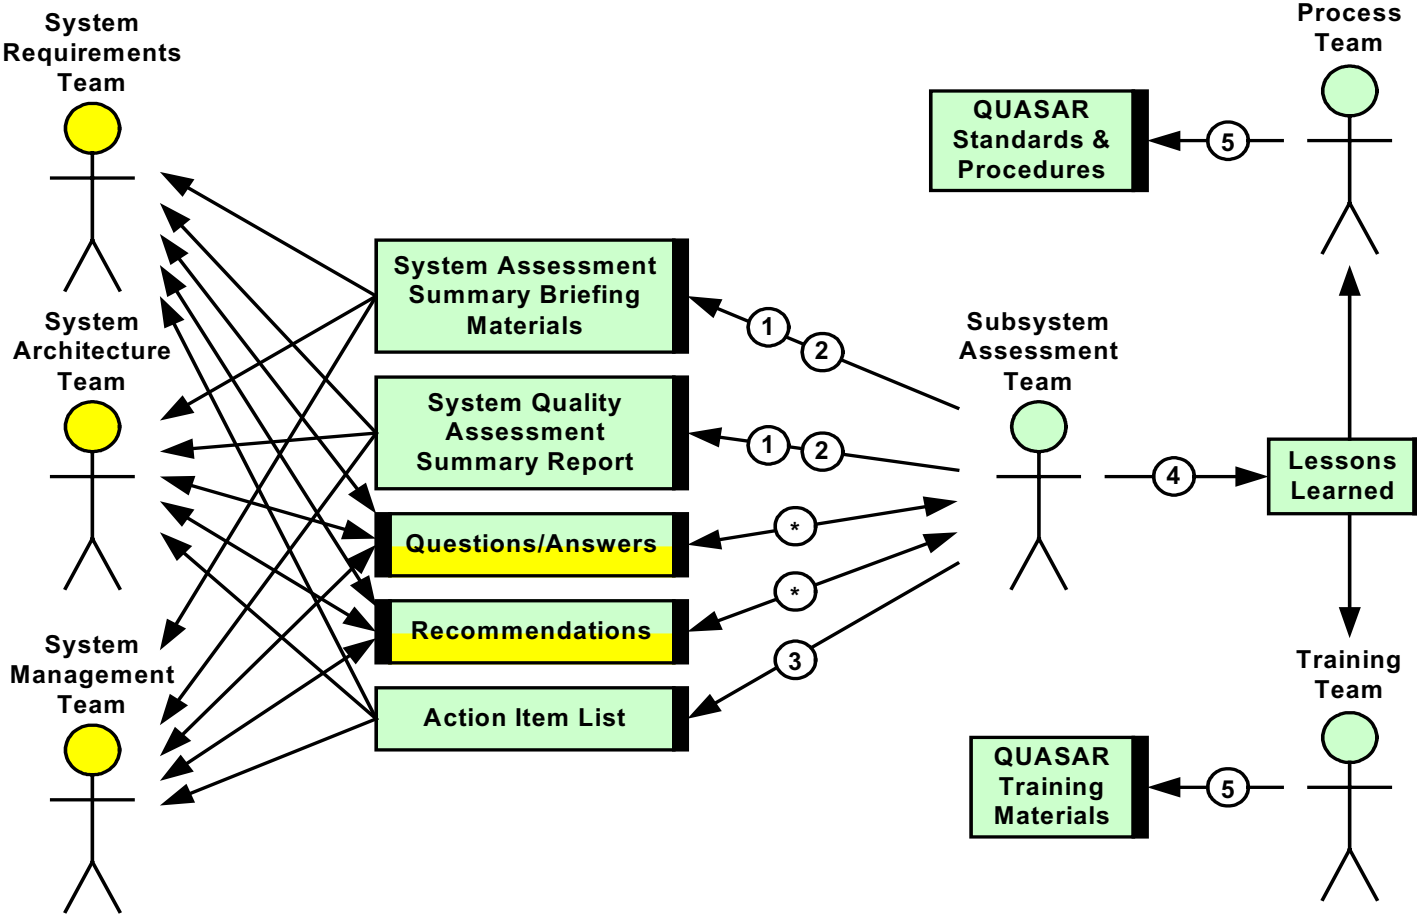 System
Requirements
Team
System
Architecture
Team
System
Management
Team
System Assessment
Summary Briefing
Materials
System Quality
Assessment
Summary Report
Questions/Answers
Recommendations
Action Item List
1
2
1
2
*
*
3
Subsystem
Assessment
Team
4
Lessons
Learned
Process
Team
QUASAR
Standards &
Procedures
5
Training
Team
QUASAR
Training
Materials
5